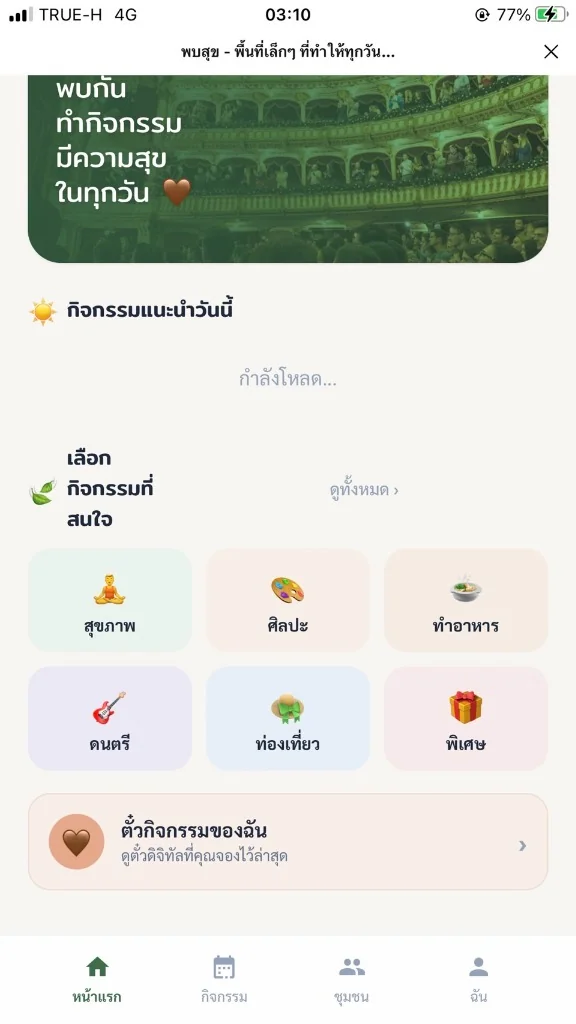 TRUE-H 4G 03:10 77%
พบสุข - พื้นที่เล็กๆ ที่ทำให้ทุกวัน...
พบกัน
ทำกิจกรรม
มีความสุข
ในทุกวัน 🤎
กิจกรรมแนะนำวันนี้
กำลังโหลด...
เลือก
กิจกรรมที่
สนใจ
ดูทั้งหมด ›
สุขภาพ
ศิลปะ
ทำอาหาร
ดนตรี
ท่องเที่ยว
พิเศษ
ตั๋วกิจกรรมของฉัน
ดูตั๋วดิจิทัลที่คุณจองไว้ล่าสุด
หน้าแรก
กิจกรรม
ชุมชน
ฉัน